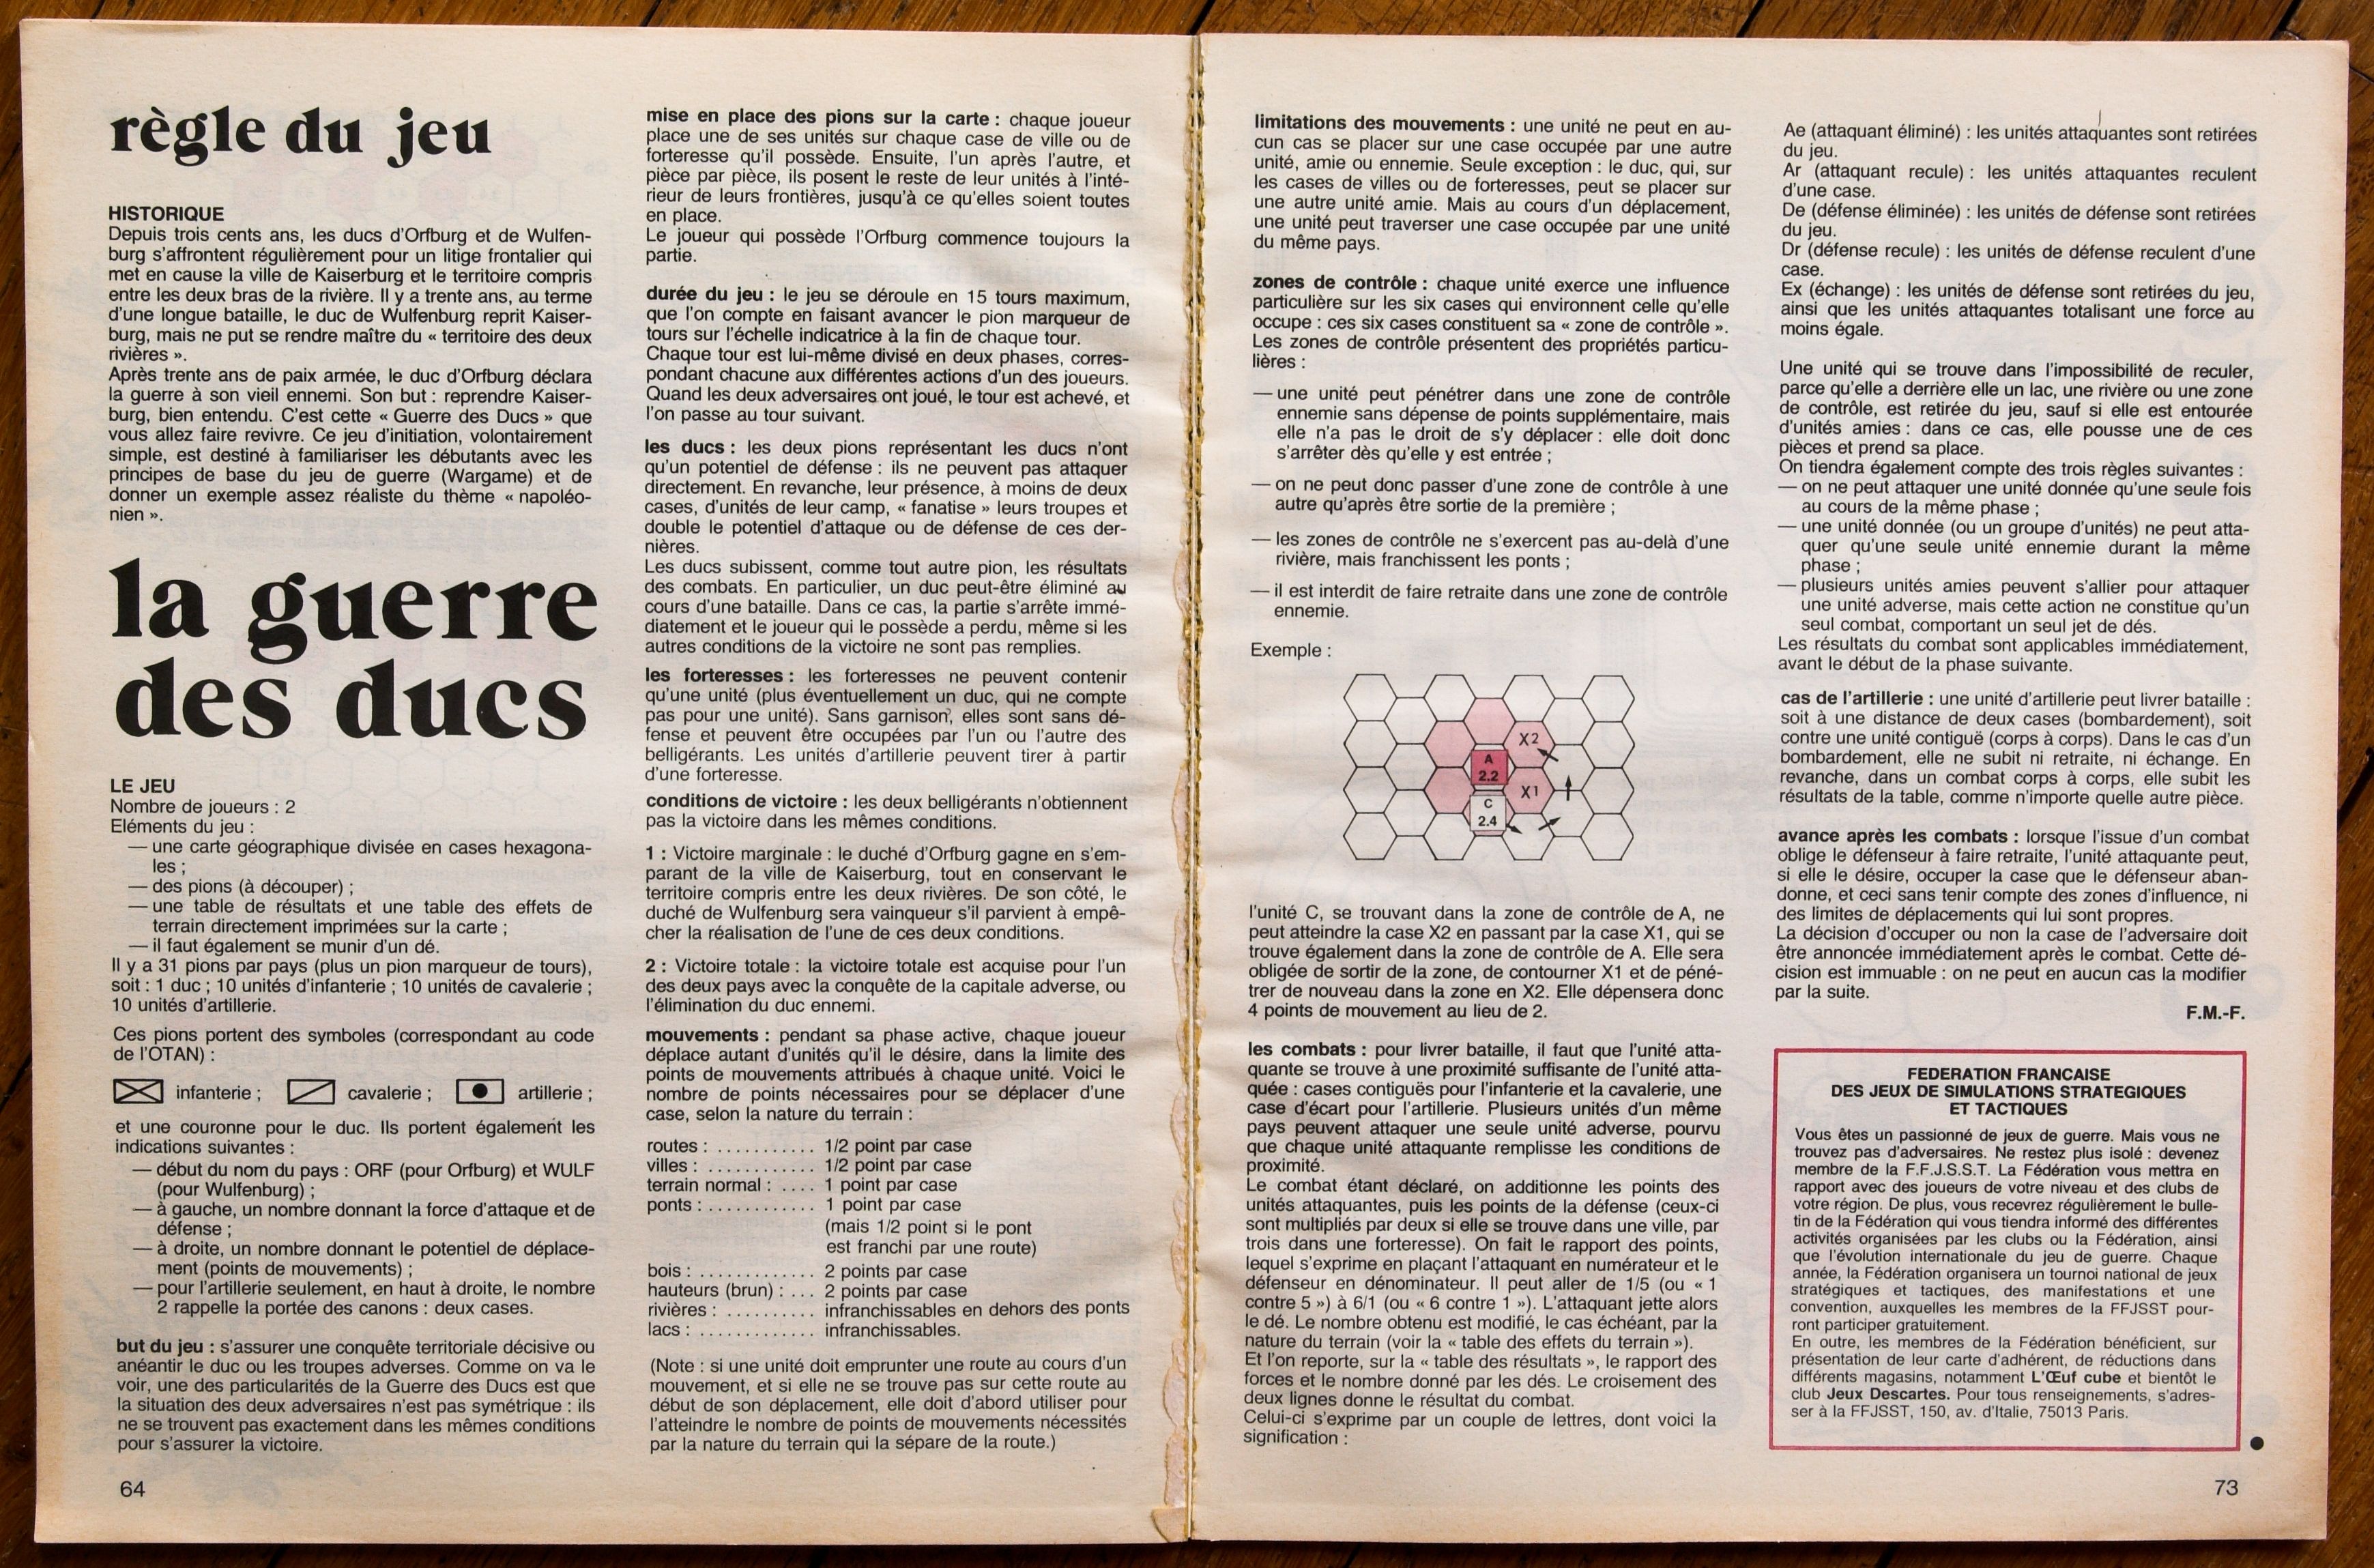 règle du jeu
HISTORIQUE
Depuis trois cents ans, les ducs d'Orfburg et de Wulfen-
burg s'affrontent régulièrement pour un litige frontalier qui
met en cause la ville de Kaiserburg et le territoire compris
entre les deux bras de la rivière. Il y a trente ans, au terme
d'une longue bataille, le duc de Wulfenburg reprit Kaiser-
burg, mais ne put se rendre maître du « territoire des deux
rivières ».
Après trente ans de paix armée, le duc d'Orfburg déclara
la guerre à son vieil ennemi. Son but : reprendre Kaiser-
burg, bien entendu. C'est cette « Guerre des Ducs » que
vous allez faire revivre. Ce jeu d'initiation, volontairement
simple, est destiné à familiariser les débutants avec les
principes de base du jeu de guerre (Wargame) et de
donner un exemple assez réaliste du thème « napoléo-
nien ».
la guerre
des ducs
LE JEU
Nombre de joueurs : 2
Eléments du jeu :
— une carte géographique divisée en cases hexagona-
les ;
— des pions (à découper) ;
— une table de résultats et une table des effets de
terrain directement imprimées sur la carte ;
— il faut également se munir d'un dé.
Il y a 31 pions par pays (plus un pion marqueur de tours),
soit : 1 duc ; 10 unités d'infanterie ; 10 unités de cavalerie ;
10 unités d'artillerie.
Ces pions portent des symboles (correspondant au code
de l'OTAN) :
infanterie ; cavalerie ; artillerie ;
et une couronne pour le duc. Ils portent également les
indications suivantes :
— début du nom du pays : ORF (pour Orfburg) et WULF
(pour Wulfenburg) ;
— à gauche, un nombre donnant la force d'attaque et de
défense ;
— à droite, un nombre donnant le potentiel de déplace-
ment (points de mouvements) ;
— pour l'artillerie seulement, en haut à droite, le nombre
2 rappelle la portée des canons : deux cases.
but du jeu : s'assurer une conquête territoriale décisive ou
anéantir le duc ou les troupes adverses. Comme on va le
voir, une des particularités de la Guerre des Ducs est que
la situation des deux adversaires n'est pas symétrique : ils
ne se trouvent pas exactement dans les mêmes conditions
pour s'assurer la victoire.
64
mise en place des pions sur la carte : chaque joueur
place une de ses unités sur chaque case de ville ou de
forteresse qu'il possède. Ensuite, l'un après l'autre, et
pièce par pièce, ils posent le reste de leur unités à l'inté-
rieur de leurs frontières, jusqu'à ce qu'elles soient toutes
en place.
Le joueur qui possède l'Orfburg commence toujours la
partie.
durée du jeu : le jeu se déroule en 15 tours maximum,
que l'on compte en faisant avancer le pion marqueur de
tours sur l'échelle indicatrice à la fin de chaque tour.
Chaque tour est lui-même divisé en deux phases, corres-
pondant chacune aux différentes actions d'un des joueurs.
Quand les deux adversaires ont joué, le tour est achevé, et
l'on passe au tour suivant.
les ducs : les deux pions représentant les ducs n'ont
qu'un potentiel de défense : ils ne peuvent pas attaquer
directement. En revanche, leur présence, à moins de deux
cases, d'unités de leur camp, « fanatise » leurs troupes et
double le potentiel d'attaque ou de défense de ces der-
nières.
Les ducs subissent, comme tout autre pion, les résultats
des combats. En particulier, un duc peut-être éliminé au
cours d'une bataille. Dans ce cas, la partie s'arrête immé-
diatement et le joueur qui le possède a perdu, même si les
autres conditions de la victoire ne sont pas remplies.
les forteresses : les forteresses ne peuvent contenir
qu'une unité (plus éventuellement un duc, qui ne compte
pas pour une unité). Sans garnison, elles sont sans dé-
fense et peuvent être occupées par l'un ou l'autre des
belligérants. Les unités d'artillerie peuvent tirer à partir
d'une forteresse.
conditions de victoire : les deux belligérants n'obtiennent
pas la victoire dans les mêmes conditions.
1 : Victoire marginale : le duché d'Orfburg gagne en s'em-
parant de la ville de Kaiserburg, tout en conservant le
territoire compris entre les deux rivières. De son côté, le
duché de Wulfenburg sera vainqueur s'il parvient à empê-
cher la réalisation de l'une de ces deux conditions.
2 : Victoire totale : la victoire totale est acquise pour l'un
des deux pays avec la conquête de la capitale adverse, ou
l'élimination du duc ennemi.
mouvements : pendant sa phase active, chaque joueur
déplace autant d'unités qu'il le désire, dans la limite des
points de mouvements attribués à chaque unité. Voici le
nombre de points nécessaires pour se déplacer d'une
case, selon la nature du terrain :
routes : ........... 1/2 point par case
villes : ............ 1/2 point par case
terrain normal : .... 1 point par case
ponts : ............ 1 point par case
(mais 1/2 point si le pont
est franchi par une route)
bois : ............. 2 points par case
hauteurs (brun) : ... 2 points par case
rivières : .......... infranchissables en dehors des ponts
lacs : ............. infranchissables.
(Note : si une unité doit emprunter une route au cours d'un
mouvement, et si elle ne se trouve pas sur cette route au
début de son déplacement, elle doit d'abord utiliser pour
l'atteindre le nombre de points de mouvements nécessités
par la nature du terrain qui la sépare de la route.)
limitations des mouvements : une unité ne peut en au-
cun cas se placer sur une case occupée par une autre
unité, amie ou ennemie. Seule exception : le duc, qui, sur
les cases de villes ou de forteresses, peut se placer sur
une autre unité amie. Mais au cours d'un déplacement,
une unité peut traverser une case occupée par une unité
du même pays.
zones de contrôle : chaque unité exerce une influence
particulière sur les six cases qui environnent celle qu'elle
occupe : ces six cases constituent sa « zone de contrôle ».
Les zones de contrôle présentent des propriétés particu-
lières :
— une unité peut pénétrer dans une zone de contrôle
ennemie sans dépense de points supplémentaire, mais
elle n'a pas le droit de s'y déplacer : elle doit donc
s'arrêter dès qu'elle y est entrée ;
— on ne peut donc passer d'une zone de contrôle à une
autre qu'après être sortie de la première ;
— les zones de contrôle ne s'exercent pas au-delà d'une
rivière, mais franchissent les ponts ;
— il est interdit de faire retraite dans une zone de contrôle
ennemie.
Exemple :
X2
A
2.2
X1
C
2.4
l'unité C, se trouvant dans la zone de contrôle de A, ne
peut atteindre la case X2 en passant par la case X1, qui se
trouve également dans la zone de contrôle de A. Elle sera
obligée de sortir de la zone, de contourner X1 et de péné-
trer de nouveau dans la zone en X2. Elle dépensera donc
4 points de mouvement au lieu de 2.
les combats : pour livrer bataille, il faut que l'unité atta-
quante se trouve à une proximité suffisante de l'unité atta-
quée : cases contiguës pour l'infanterie et la cavalerie, une
case d'écart pour l'artillerie. Plusieurs unités d'un même
pays peuvent attaquer une seule unité adverse, pourvu
que chaque unité attaquante remplisse les conditions de
proximité.
Le combat étant déclaré, on additionne les points des
unités attaquantes, puis les points de la défense (ceux-ci
sont multipliés par deux si elle se trouve dans une ville, par
trois dans une forteresse). On fait le rapport des points,
lequel s'exprime en plaçant l'attaquant en numérateur et le
défenseur en dénominateur. Il peut aller de 1/5 (ou « 1
contre 5 ») à 6/1 (ou « 6 contre 1 »). L'attaquant jette alors
le dé. Le nombre obtenu est modifié, le cas échéant, par la
nature du terrain (voir la « table des effets du terrain »).
Et l'on reporte, sur la « table des résultats », le rapport des
forces et le nombre donné par les dés. Le croisement des
deux lignes donne le résultat du combat.
Celui-ci s'exprime par un couple de lettres, dont voici la
signification :
Ae (attaquant éliminé) : les unités attaquantes sont retirées
du jeu.
Ar (attaquant recule) : les unités attaquantes reculent
d'une case.
De (défense éliminée) : les unités de défense sont retirées
du jeu.
Dr (défense recule) : les unités de défense reculent d'une
case.
Ex (échange) : les unités de défense sont retirées du jeu,
ainsi que les unités attaquantes totalisant une force au
moins égale.
Une unité qui se trouve dans l'impossibilité de reculer,
parce qu'elle a derrière elle un lac, une rivière ou une zone
de contrôle, est retirée du jeu, sauf si elle est entourée
d'unités amies : dans ce cas, elle pousse une de ces
pièces et prend sa place.
On tiendra également compte des trois règles suivantes :
— on ne peut attaquer une unité donnée qu'une seule fois
au cours de la même phase ;
— une unité donnée (ou un groupe d'unités) ne peut atta-
quer qu'une seule unité ennemie durant la même
phase ;
— plusieurs unités amies peuvent s'allier pour attaquer
une unité adverse, mais cette action ne constitue qu'un
seul combat, comportant un seul jet de dés.
Les résultats du combat sont applicables immédiatement,
avant le début de la phase suivante.
cas de l'artillerie : une unité d'artillerie peut livrer bataille :
soit à une distance de deux cases (bombardement), soit
contre une unité contiguë (corps à corps). Dans le cas d'un
bombardement, elle ne subit ni retraite, ni échange. En
revanche, dans un combat corps à corps, elle subit les
résultats de la table, comme n'importe quelle autre pièce.
avance après les combats : lorsque l'issue d'un combat
oblige le défenseur à faire retraite, l'unité attaquante peut,
si elle le désire, occuper la case que le défenseur aban-
donne, et ceci sans tenir compte des zones d'influence, ni
des limites de déplacements qui lui sont propres.
La décision d'occuper ou non la case de l'adversaire doit
être annoncée immédiatement après le combat. Cette dé-
cision est immuable : on ne peut en aucun cas la modifier
par la suite.
F.M.-F.
FEDERATION FRANCAISE
DES JEUX DE SIMULATIONS STRATEGIQUES
ET TACTIQUES
Vous êtes un passionné de jeux de guerre. Mais vous ne
trouvez pas d'adversaires. Ne restez plus isolé : devenez
membre de la F.F.J.S.S.T. La Fédération vous mettra en
rapport avec des joueurs de votre niveau et des clubs de
votre région. De plus, vous recevrez régulièrement le bulle-
tin de la Fédération qui vous tiendra informé des différentes
activités organisées par les clubs ou la Fédération, ainsi
que l'évolution internationale du jeu de guerre. Chaque
année, la Fédération organisera un tournoi national de jeux
stratégiques et tactiques, des manifestations et une
convention, auxquelles les membres de la FFJSST pour-
ront participer gratuitement.
En outre, les membres de la Fédération bénéficient, sur
présentation de leur carte d'adhérent, de réductions dans
différents magasins, notamment L'Œuf cube et bientôt le
club Jeux Descartes. Pour tous renseignements, s'adres-
ser à la FFJSST, 150, av. d'Italie, 75013 Paris.
73